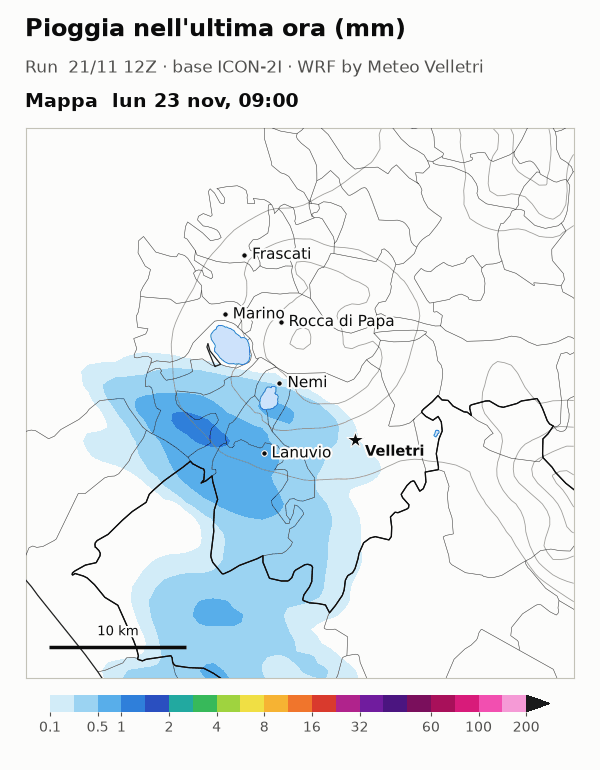 Pioggia nell'ultima ora (mm)
Run  21/11 12Z · base ICON-2I · WRF by Meteo Velletri
Mappa  lun 23 nov, 09:00
Frascati
Marino
Rocca di Papa
Nemi
Velletri
Lanuvio
10 km
0.1 0.5 1 2 4 8 16 32 60 100 200